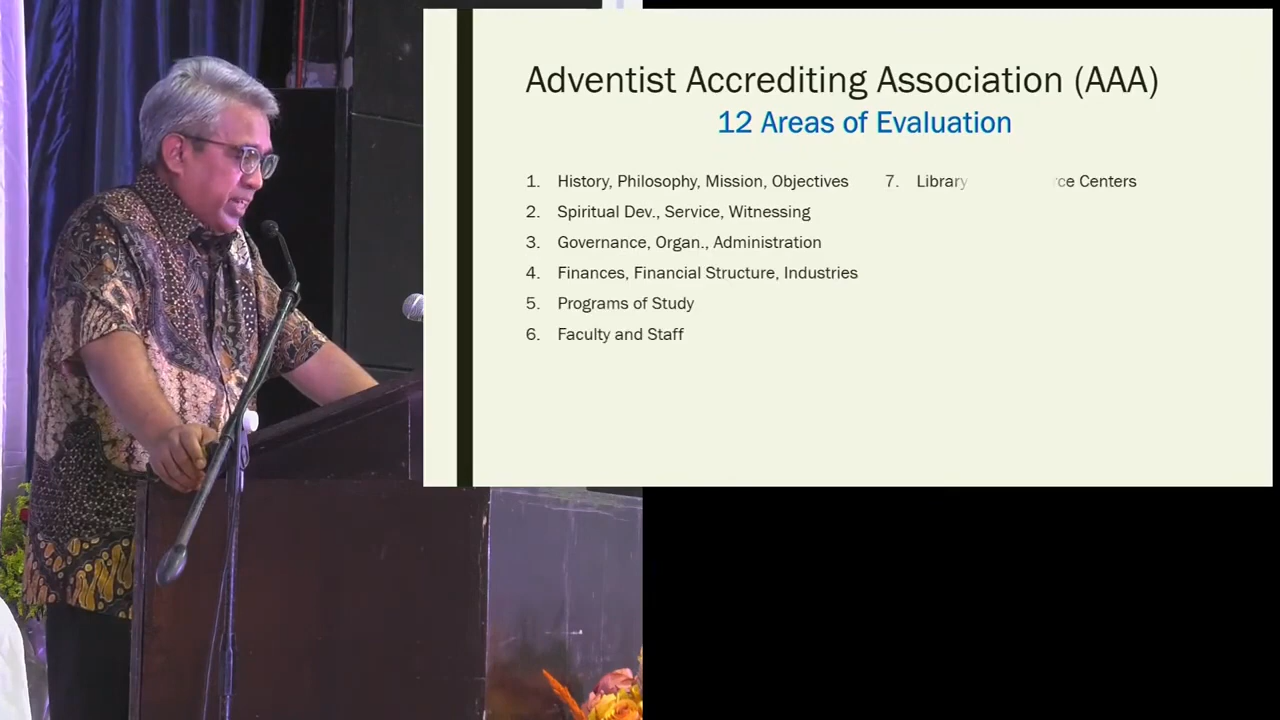 Adventist Accrediting Association (AAA)
12 Areas of Evaluation
1. History, Philosophy, Mission, Objectives
2. Spiritual Dev., Service, Witnessing
3. Governance, Organ., Administration
4. Finances, Financial Structure, Industries
5. Programs of Study
6. Faculty and Staff
7. Library Centers